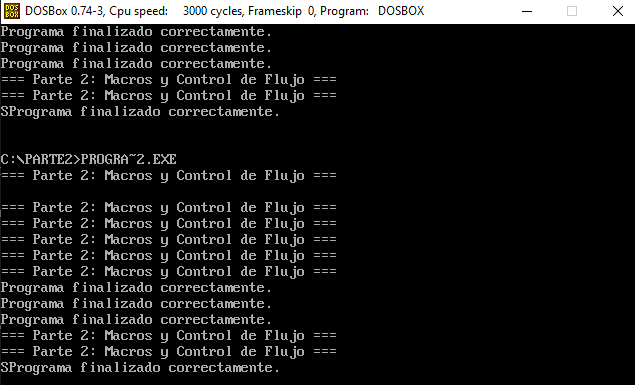 DOSBox 0.74-3, Cpu speed: 3000 cycles, Frameskip 0, Program: DOSBOX
DOS
BOX
Programa finalizado correctamente.
Programa finalizado correctamente.
Programa finalizado correctamente.
=== Parte 2: Macros y Control de Flujo ===
=== Parte 2: Macros y Control de Flujo ===
SPrograma finalizado correctamente.
C:\PARTE2>PROGRA~2.EXE
=== Parte 2: Macros y Control de Flujo ===
=== Parte 2: Macros y Control de Flujo ===
=== Parte 2: Macros y Control de Flujo ===
=== Parte 2: Macros y Control de Flujo ===
=== Parte 2: Macros y Control de Flujo ===
=== Parte 2: Macros y Control de Flujo ===
Programa finalizado correctamente.
Programa finalizado correctamente.
Programa finalizado correctamente.
=== Parte 2: Macros y Control de Flujo ===
=== Parte 2: Macros y Control de Flujo ===
SPrograma finalizado correctamente.